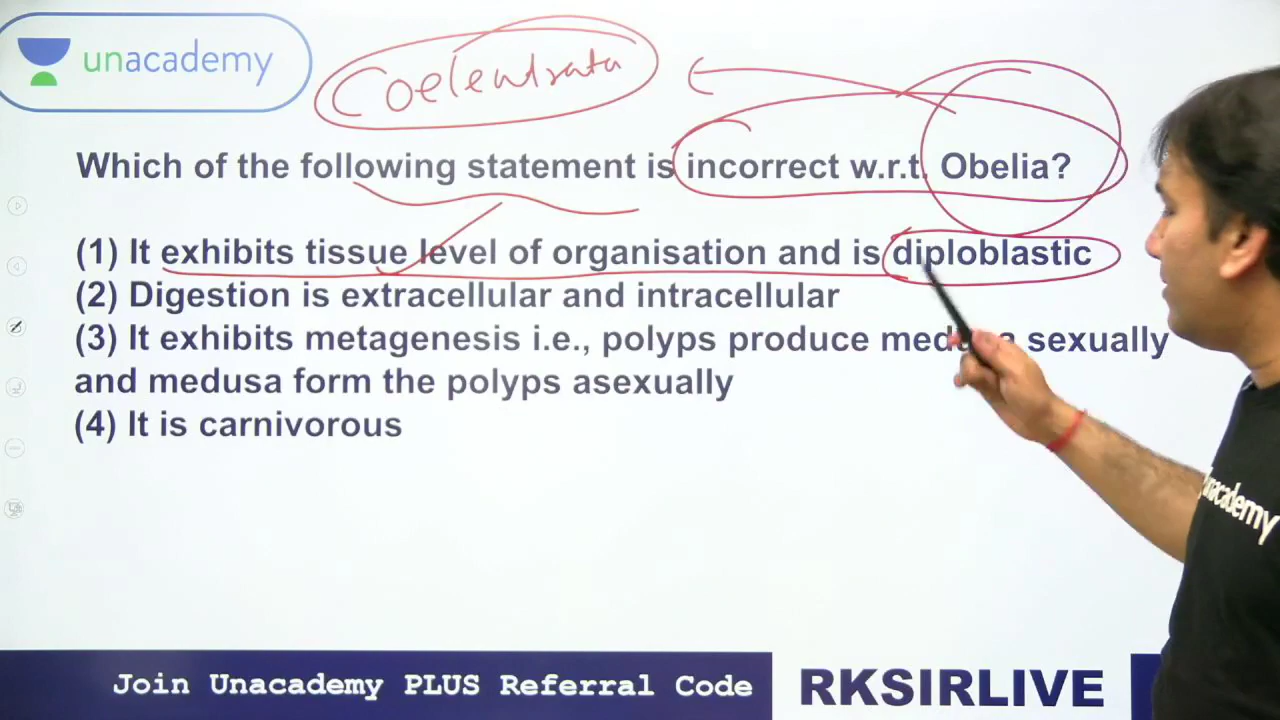 unacademy
Coelentrata
Which of the following statement is incorrect w.r.t. Obelia?
(1) It exhibits tissue level of organisation and is diploblastic
(2) Digestion is extracellular and intracellular
(3) It exhibits metagenesis i.e., polyps produce medusa sexually
and medusa form the polyps asexually
(4) It is carnivorous
unacademy
Join Unacademy PLUS Referral Code
RKSIRLIVE